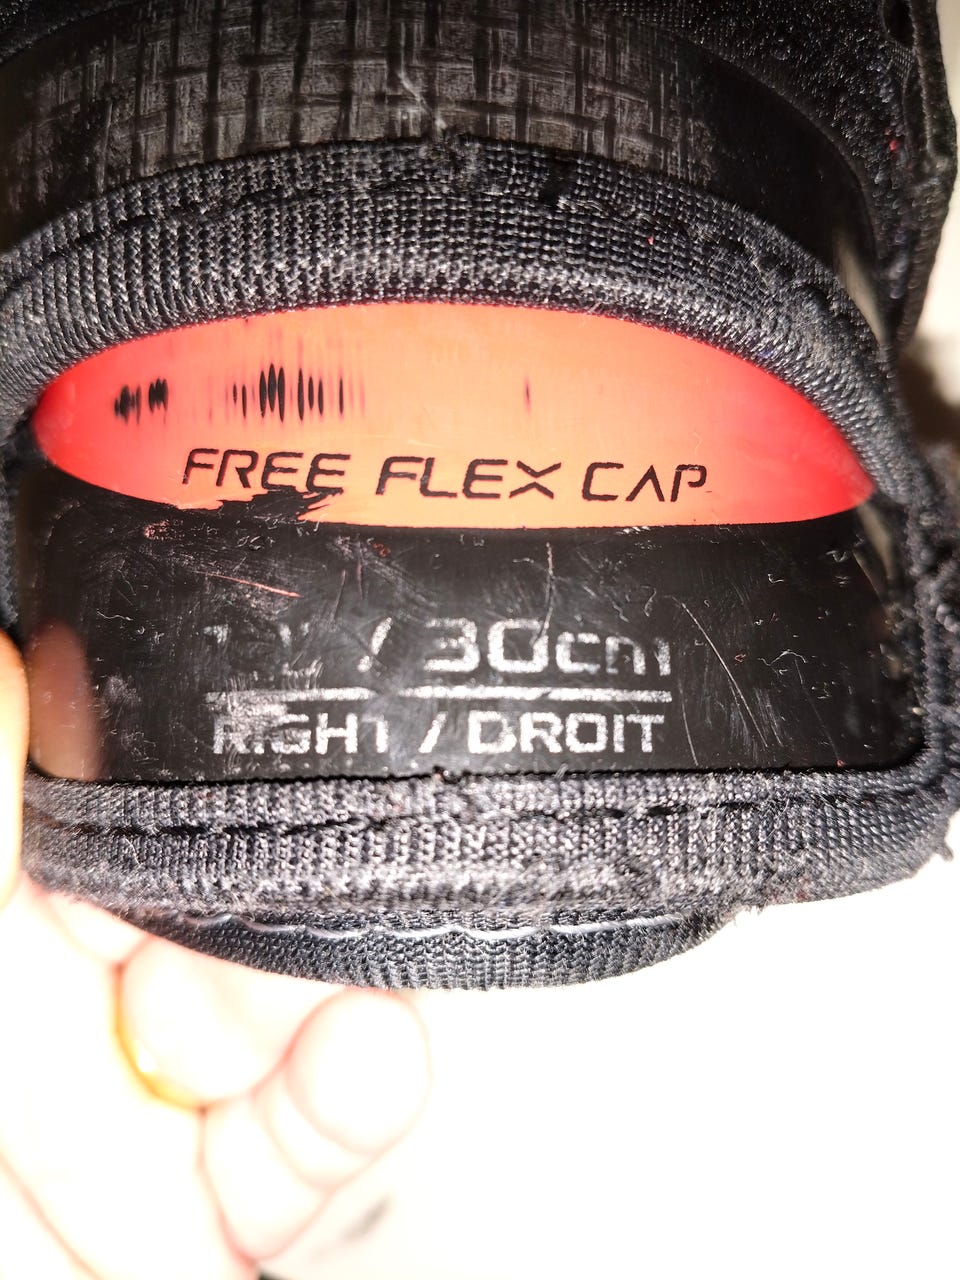 FREE FLEX CAP
/ 30cm
RIGHT / DROIT